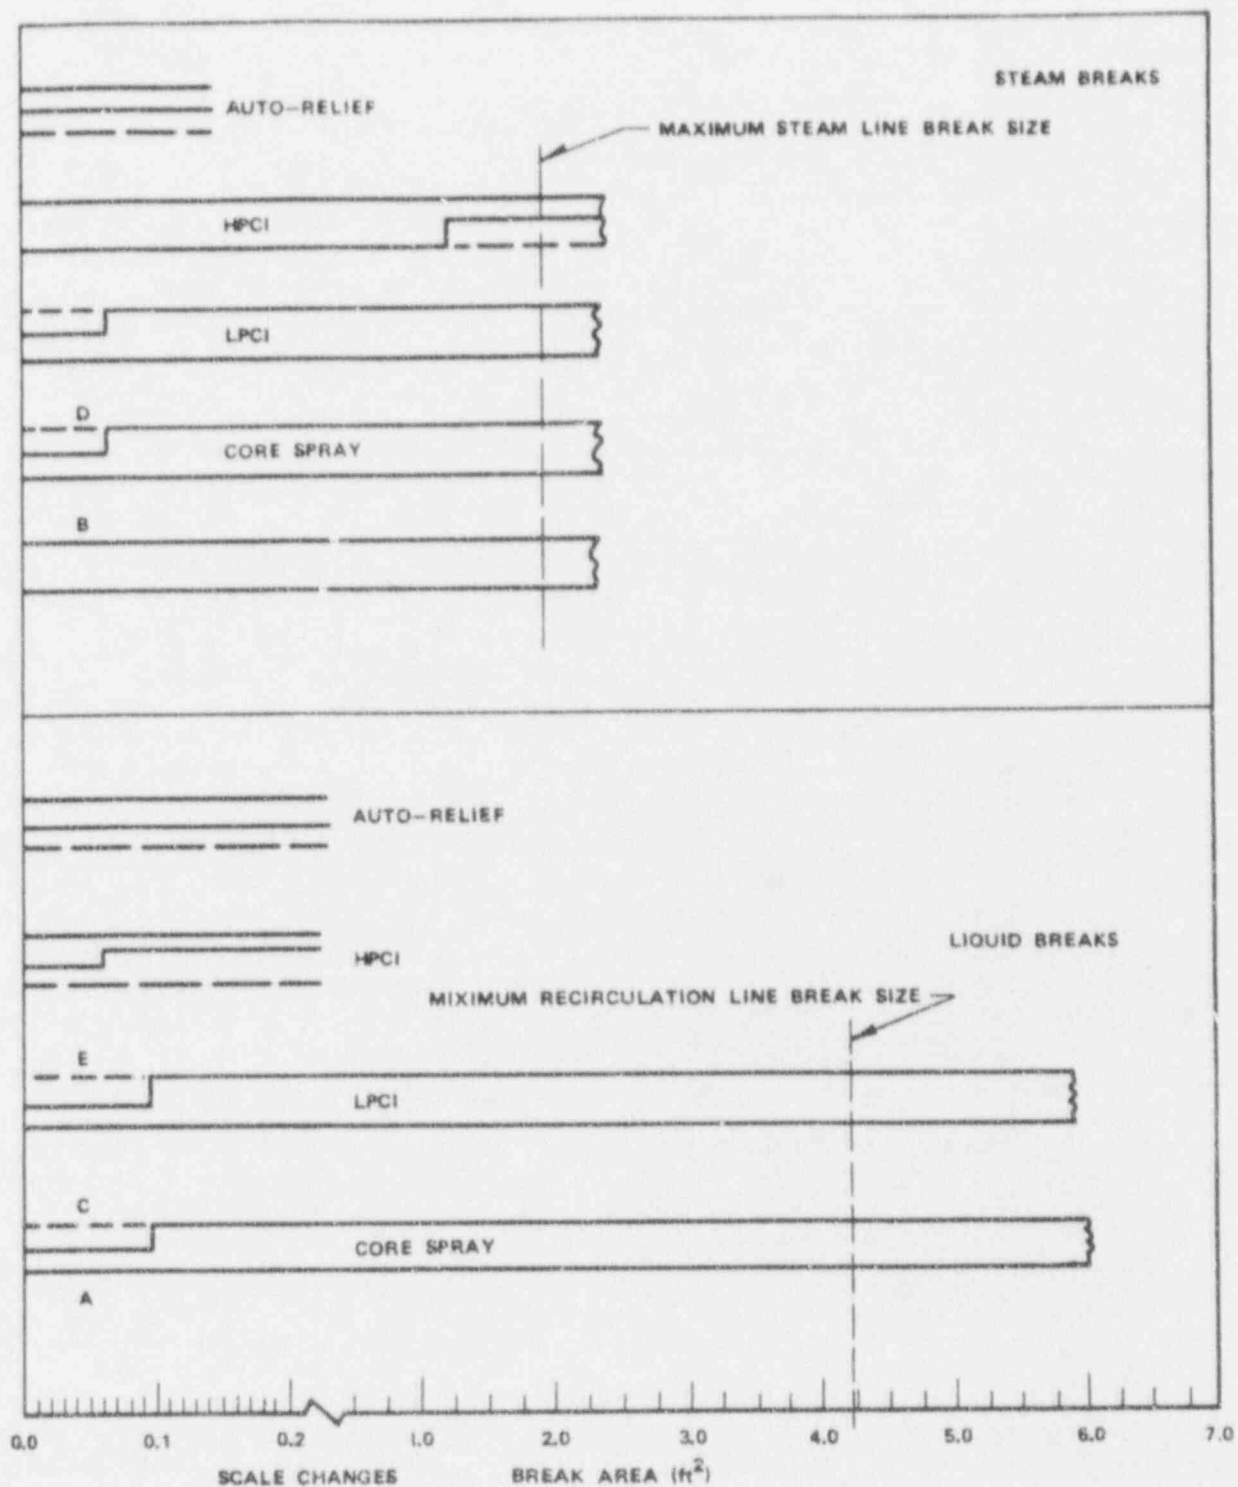 STEAM BREAKS
AUTO-RELIEF
MAXIMUM STEAM LINE BREAK SIZE
HPCI
LPCI
D
CORE SPRAY
B
AUTO-RELIEF
LIQUID BREAKS
HPCI
MIXIMUM RECIRCULATION LINE BREAK SIZE
E
LPCI
C
CORE SPRAY
A
0.0 0.1 0.2 1.0 2.0 3.0 4.0 5.0 6.0 7.0
SCALE CHANGES BREAK AREA (ft²)